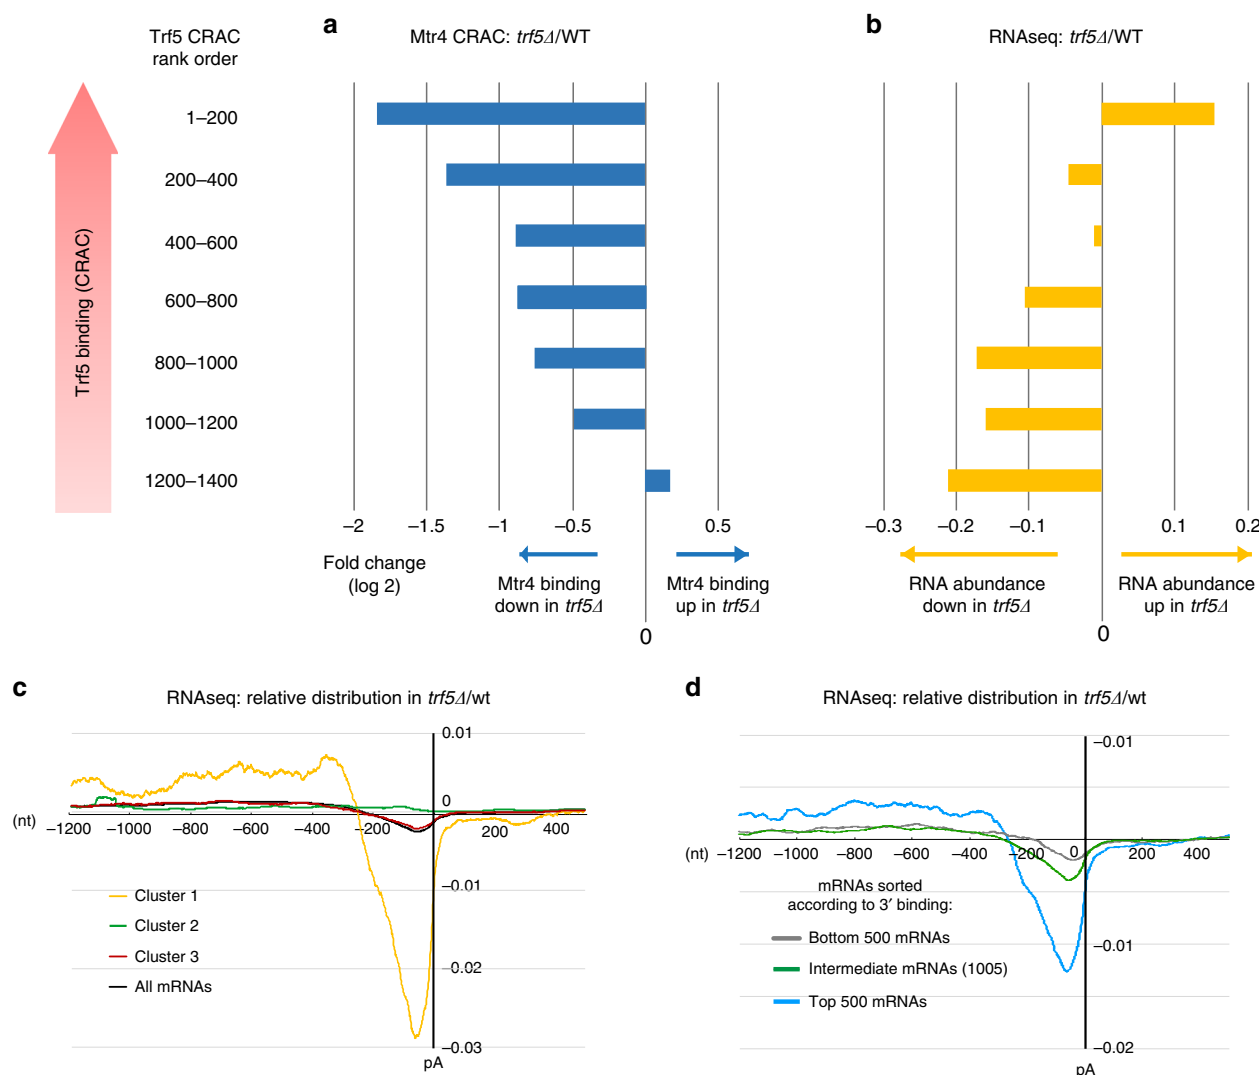 Trf5 CRAC
rank order
a
Mtr4 CRAC: trf5Δ/WT
b
RNAseq: trf5Δ/WT
Trf5 binding (CRAC)
1–200
200–400
400–600
600–800
800–1000
1000–1200
1200–1400
−2
−1.5
−1
−0.5
0.5
−0.3
−0.2
−0.1
0.1
0.2
Fold change
(log 2)
Mtr4 binding
down in trf5Δ
Mtr4 binding
up in trf5Δ
RNA abundance
down in trf5Δ
RNA abundance
up in trf5Δ
0
0
c
RNAseq: relative distribution in trf5Δ/wt
0.01
0
(nt)
−1200
−1000
−800
−600
−400
−200
200
400
−0.01
−0.02
−0.03
pA
Cluster 1
Cluster 2
Cluster 3
All mRNAs
d
RNAseq: relative distribution in trf5Δ/wt
−0.01
(nt)
−1200
−1000
−800
−600
−400
−200
0
200
400
mRNAs sorted
according to 3′ binding:
Bottom 500 mRNAs
Intermediate mRNAs (1005)
Top 500 mRNAs
−0.01
−0.02
pA